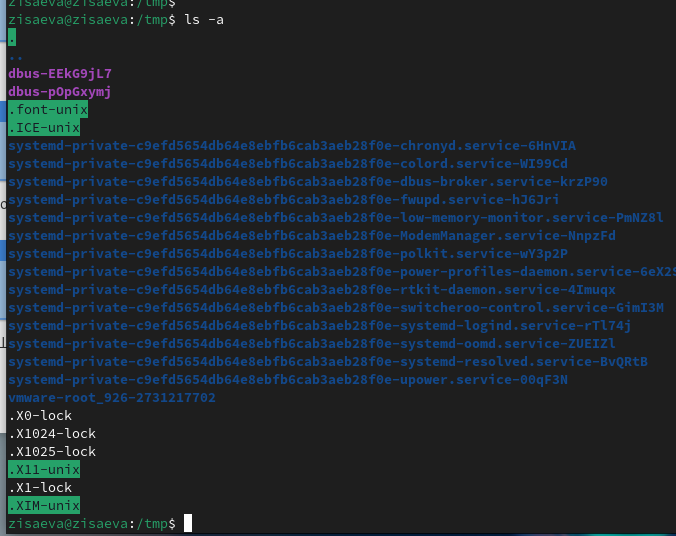 zisaeva@zisaeva:/tmp$
zisaeva@zisaeva:/tmp$ ls -a
.
..
dbus-EEkG9jL7
dbus-pOpGxymj
.font-unix
.ICE-unix
systemd-private-c9efd5654db64e8ebfb6cab3aeb28f0e-chronyd.service-6HnVIA
systemd-private-c9efd5654db64e8ebfb6cab3aeb28f0e-colord.service-WI99Cd
systemd-private-c9efd5654db64e8ebfb6cab3aeb28f0e-dbus-broker.service-krzP90
systemd-private-c9efd5654db64e8ebfb6cab3aeb28f0e-fwupd.service-hJ6Jri
systemd-private-c9efd5654db64e8ebfb6cab3aeb28f0e-low-memory-monitor.service-PmNZ8l
systemd-private-c9efd5654db64e8ebfb6cab3aeb28f0e-ModemManager.service-NnpzFd
systemd-private-c9efd5654db64e8ebfb6cab3aeb28f0e-polkit.service-wY3p2P
systemd-private-c9efd5654db64e8ebfb6cab3aeb28f0e-power-profiles-daemon.service-6eX2S
systemd-private-c9efd5654db64e8ebfb6cab3aeb28f0e-rtkit-daemon.service-4Imuqx
systemd-private-c9efd5654db64e8ebfb6cab3aeb28f0e-switcheroo-control.service-GimI3M
systemd-private-c9efd5654db64e8ebfb6cab3aeb28f0e-systemd-logind.service-rTl74j
systemd-private-c9efd5654db64e8ebfb6cab3aeb28f0e-systemd-oomd.service-ZUEIZl
systemd-private-c9efd5654db64e8ebfb6cab3aeb28f0e-systemd-resolved.service-BvQRtB
systemd-private-c9efd5654db64e8ebfb6cab3aeb28f0e-upower.service-00qF3N
vmware-root_926-2731217702
.X0-lock
.X1024-lock
.X1025-lock
.X11-unix
.X1-lock
.XIM-unix
zisaeva@zisaeva:/tmp$